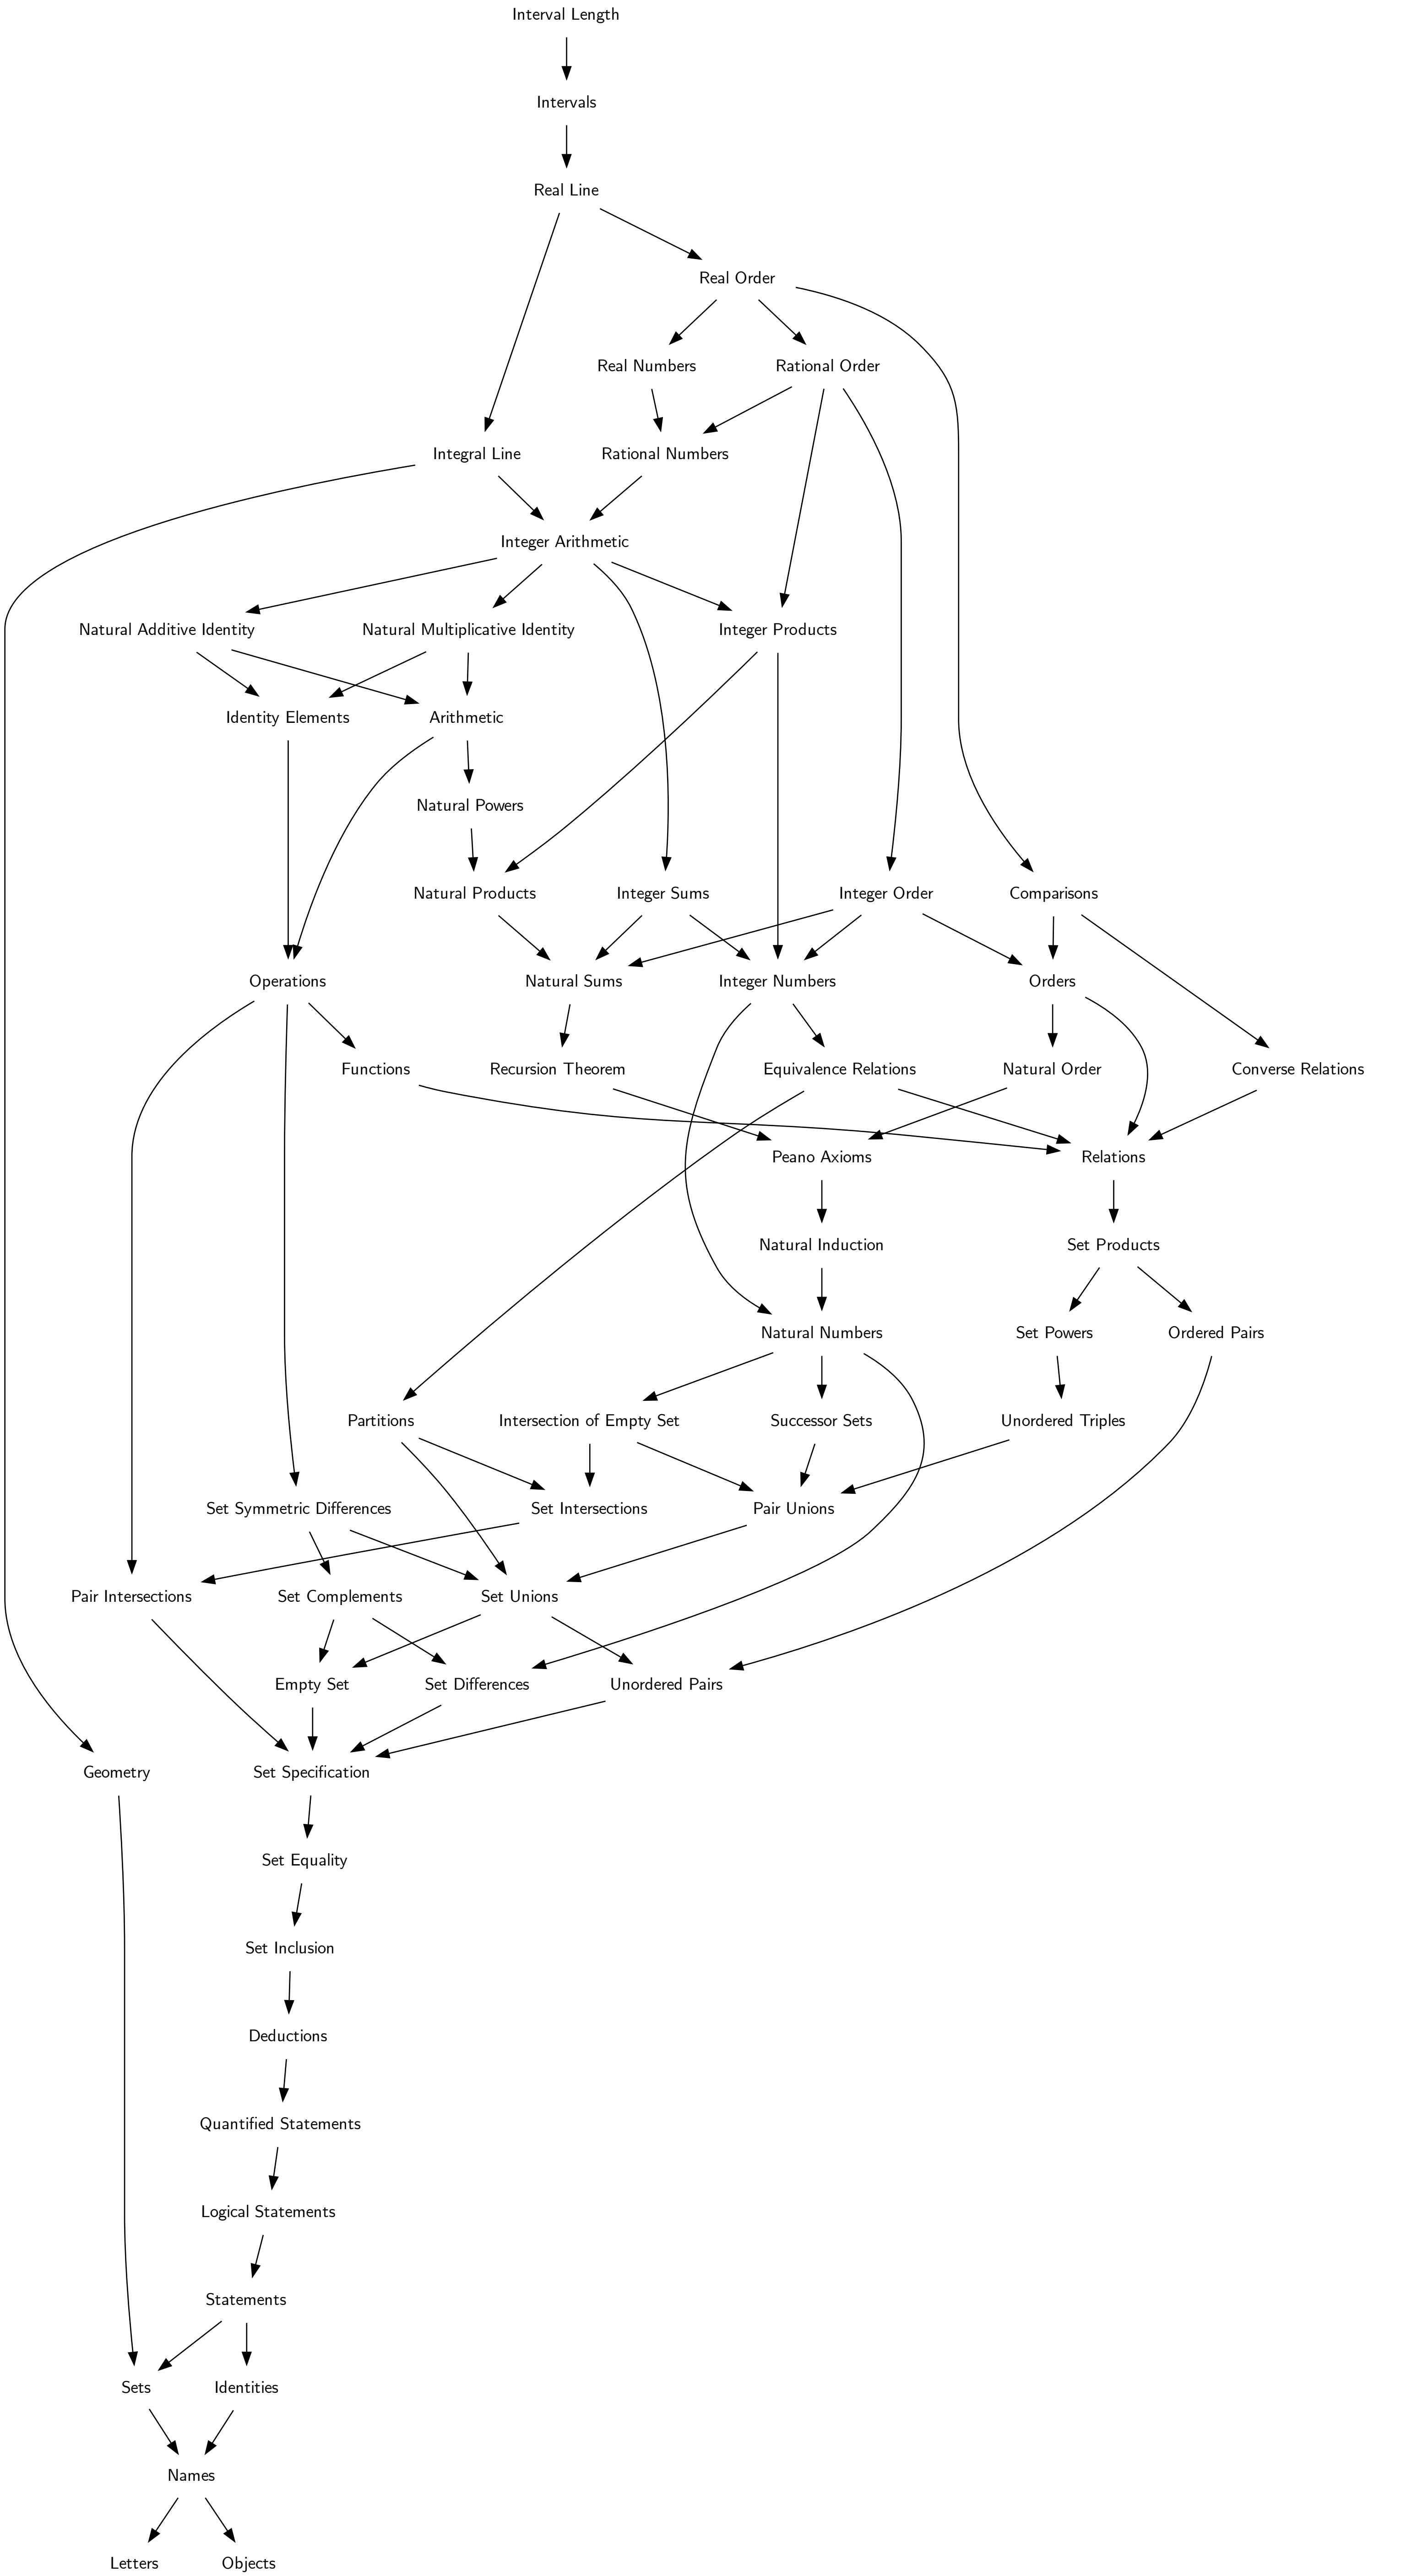 Interval Length
Intervals
Real Line
Real Order
Real Numbers
Rational Order
Integral Line
Rational Numbers
Integer Arithmetic
Natural Additive Identity
Natural Multiplicative Identity
Integer Products
Identity Elements
Arithmetic
Natural Powers
Natural Products
Integer Sums
Integer Order
Comparisons
Operations
Natural Sums
Integer Numbers
Orders
Functions
Recursion Theorem
Equivalence Relations
Natural Order
Converse Relations
Peano Axioms
Relations
Natural Induction
Set Products
Natural Numbers
Set Powers
Ordered Pairs
Partitions
Intersection of Empty Set
Successor Sets
Unordered Triples
Set Symmetric Differences
Set Intersections
Pair Unions
Pair Intersections
Set Complements
Set Unions
Empty Set
Set Differences
Unordered Pairs
Geometry
Set Specification
Set Equality
Set Inclusion
Deductions
Quantified Statements
Logical Statements
Statements
Sets
Identities
Names
Letters
Objects